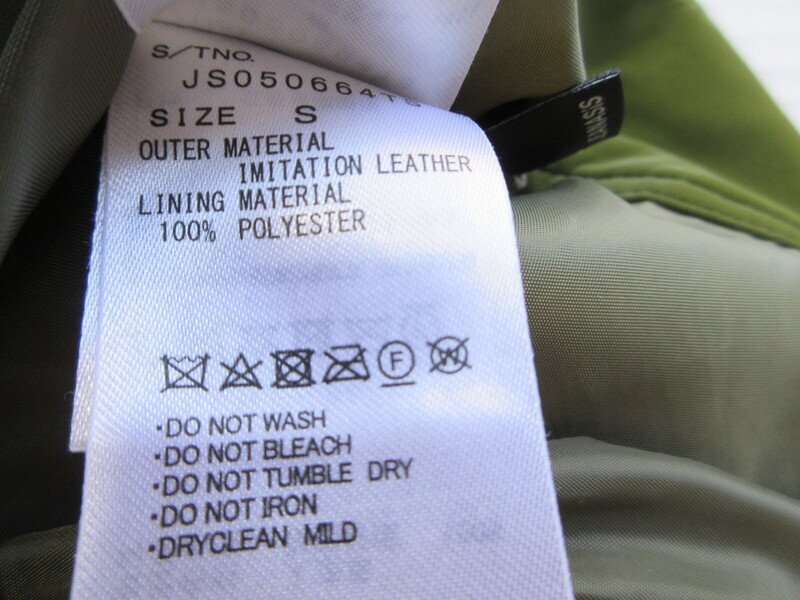 S/TNO.
JS050664TS
SIZE S
OUTER MATERIAL
IMITATION LEATHER
LINING MATERIAL
100% POLYESTER
F W
・DO NOT WASH
・DO NOT BLEACH
・DO NOT TUMBLE DRY
・DO NOT IRON
・DRYCLEAN MILD